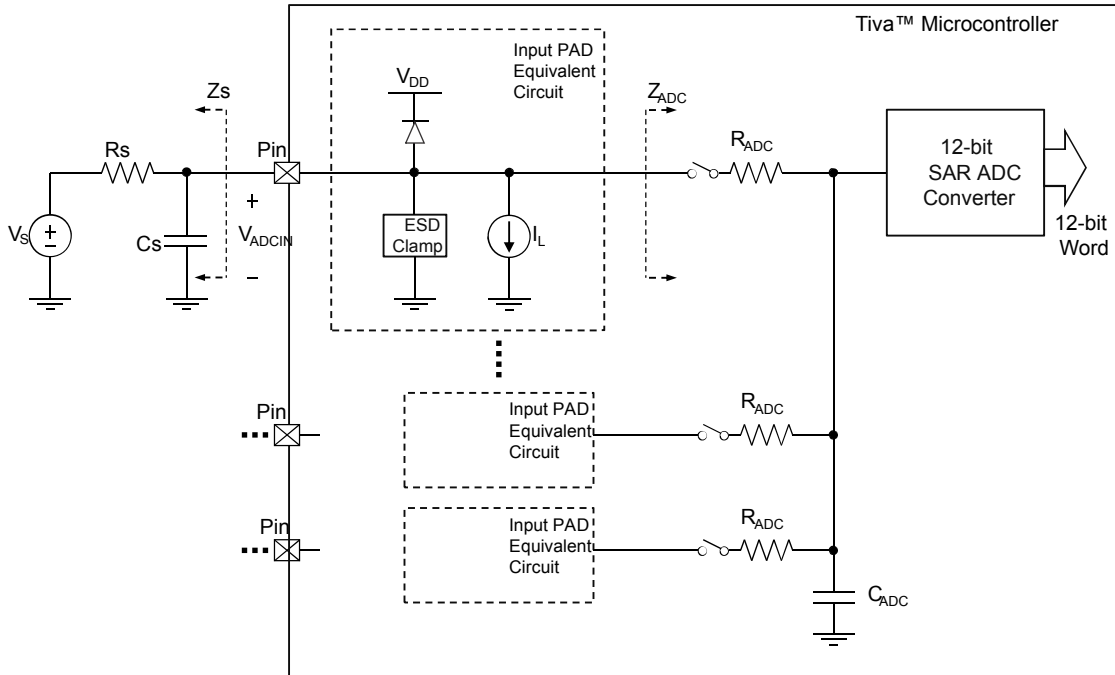 Tiva™ Microcontroller
Input PAD
Equivalent
Circuit
VDD
Zs
ZADC
Rs
Pin
RADC
12-bit
SAR ADC
Converter
VS
+
−
Cs
+
VADCIN
−
ESD
Clamp
IL
12-bit
Word
Pin
Input PAD
Equivalent
Circuit
RADC
Pin
Input PAD
Equivalent
Circuit
RADC
CADC